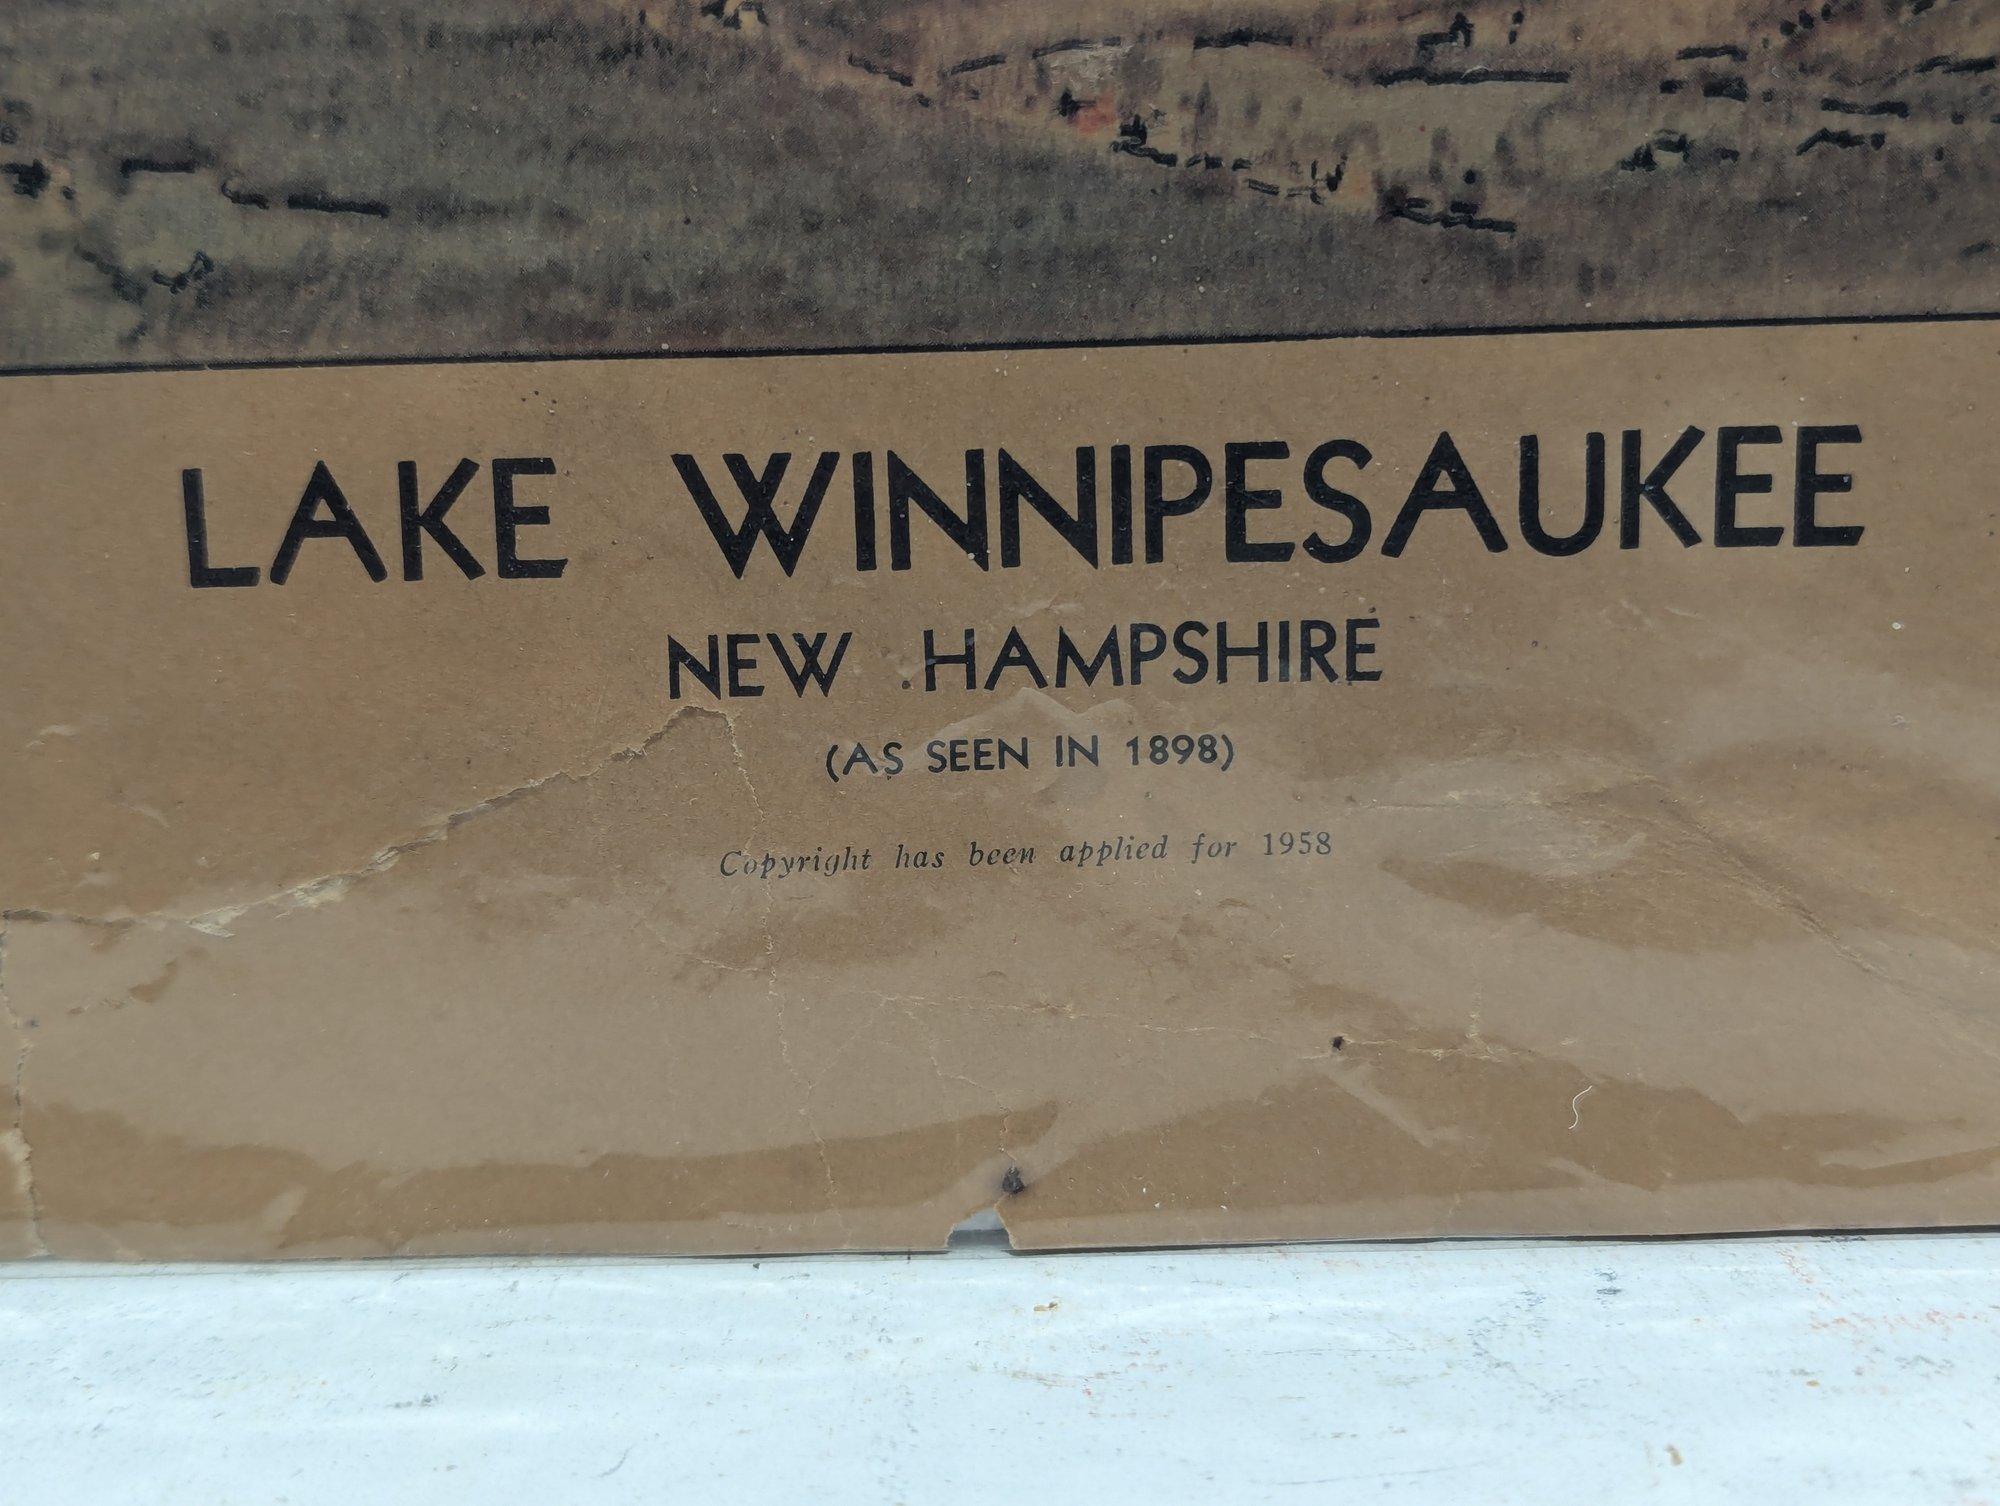 LAKE WINNIPESAUKEE
NEW HAMPSHIRE
(AS SEEN IN 1898)
Copyright has been applied for 1958